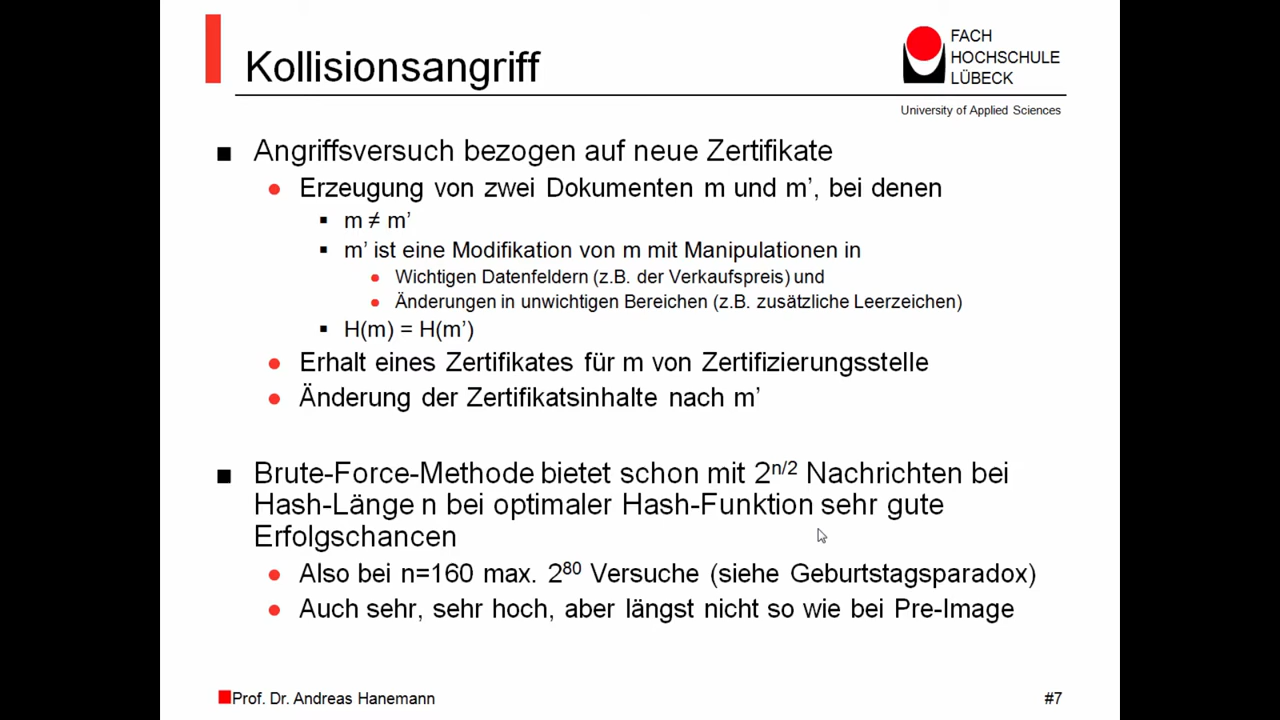 Kollisionsangriff
FACH
HOCHSCHULE
LÜBECK
University of Applied Sciences
Angriffsversuch bezogen auf neue Zertifikate
Erzeugung von zwei Dokumenten m und m’, bei denen
m ≠ m’
m’ ist eine Modifikation von m mit Manipulationen in
Wichtigen Datenfeldern (z.B. der Verkaufspreis) und
Änderungen in unwichtigen Bereichen (z.B. zusätzliche Leerzeichen)
H(m) = H(m’)
Erhalt eines Zertifikates für m von Zertifizierungsstelle
Änderung der Zertifikatsinhalte nach m’
Brute-Force-Methode bietet schon mit 2^n/2 Nachrichten bei
Hash-Länge n bei optimaler Hash-Funktion sehr gute
Erfolgschancen
Also bei n=160 max. 2^80 Versuche (siehe Geburtstagsparadox)
Auch sehr, sehr hoch, aber längst nicht so wie bei Pre-Image
Prof. Dr. Andreas Hanemann
#7